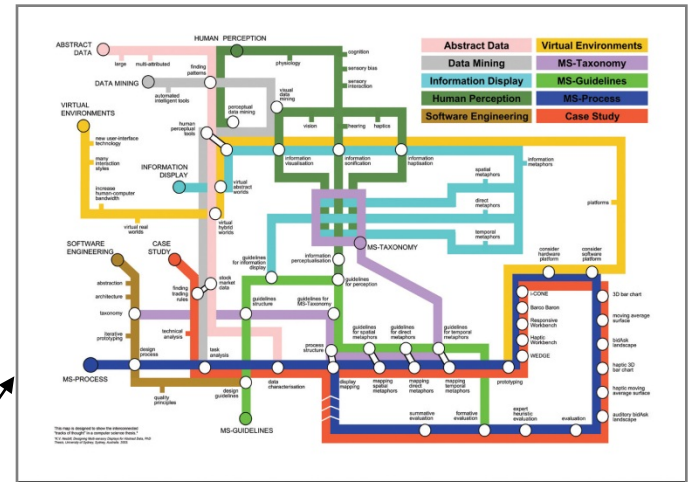 ABSTRACT
DATA
HUMAN PERCEPTION
cognition
large
multi-attributed
finding
patterns
physiology
sensory bias
sensory
interaction
DATA MINING
automated
intelligent tools
visual
data
mining
perceptual
data mining
VIRTUAL
ENVIRONMENTS
human
perceptual
tools
vision
hearing
haptics
new user-interface
technology
many
interaction
styles
increase
human-computer
bandwidth
virtual real
worlds
INFORMATION
DISPLAY
virtual
abstract
worlds
virtual
hybrid
worlds
information
visualisation
information
sonification
information
haptisation
spatial
metaphors
direct
metaphors
temporal
metaphors
information
metaphors
platforms
Abstract Data
Virtual Environments
Data Mining
MS-Taxonomy
Information Display
MS-Guidelines
Human Perception
MS-Process
Software Engineering
Case Study
SOFTWARE
ENGINEERING
CASE
STUDY
guidelines
for information
display
information
perceptualisation
MS-TAXONOMY
guidelines
for perception
consider
hardware
platform
consider
software
platform
abstraction
architecture
taxonomy
iterative
prototyping
design
process
finding
trading
rules
stock
market
data
technical
analysis
task
analysis
guidelines
structure
guidelines for
MS-Taxonomy
process
structure
guidelines
for spatial
metaphors
guidelines
for direct
metaphors
guidelines
for temporal
metaphors
i-CONE
Barco Baron
Responsive
Workbench
Haptic
Workbench
WEDGE
3D bar chart
moving average
surface
bidAsk
landscape
haptic 3D
bar chart
haptic moving
average surface
auditory bidAsk
landscape
MS-PROCESS
quality
principles
design
guidelines
data
characterisation
display
mapping
mapping
spatial
metaphors
mapping
direct
metaphors
mapping
temporal
metaphors
prototyping
MS-GUIDELINES
summative
evaluation
formative
evaluation
expert
heuristic
evaluation
evaluation
This map is designed to show the interconnected
"tracks of thought" in a computer science thesis.*